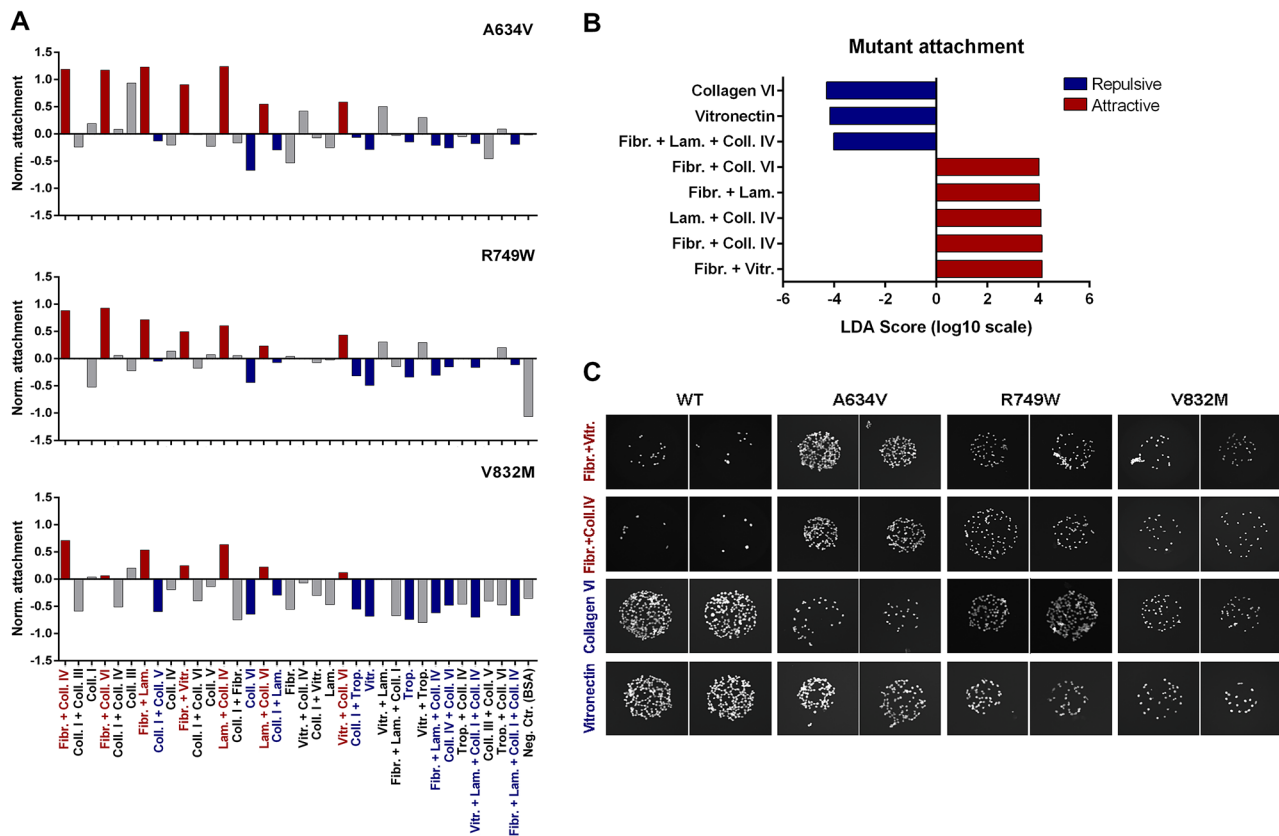 A
A634V
Norm. attachment
1.5
1.0
0.5
0.0
-0.5
-1.0
-1.5
R749W
Norm. attachment
1.5
1.0
0.5
0.0
-0.5
-1.0
-1.5
V832M
Norm. attachment
1.5
1.0
0.5
0.0
-0.5
-1.0
-1.5
Fibr. + Coll. IV
Coll. I + Coll. III
Coll. I
Fibr. + Coll. VI
Coll. I + Coll. IV
Coll. III
Fibr. + Lam.
Coll. I + Coll. V
Coll. IV
Fibr. + Vitr.
Coll. I + Coll. VI
Coll. V
Lam. + Coll. IV
Coll. I + Fibr.
Coll. VI
Lam. + Coll. VI
Coll. I + Lam.
Fibr.
Vitr. + Coll. IV
Coll. I + Vitr.
Lam.
Vitr. + Coll. VI
Coll. I + Trop.
Vitr.
Vitr. + Lam.
Fibr. + Lam. + Coll. I
Trop.
Vitr. + Trop.
Fibr. + Lam. + Coll. IV
Coll. IV + Coll. VI
Trop. + Coll. IV
Vitr. + Lam. + Coll. I + Coll. IV
Coll. III + Coll. V
Trop. + Coll. VI
Fibr. + Lam. + Coll. I + Coll. IV
Neg. Ctr. (BSA)
B
Mutant attachment
Collagen VI
Vitronectin
Fibr. + Lam. + Coll. IV
Fibr. + Coll. VI
Fibr. + Lam.
Lam. + Coll. IV
Fibr. + Coll. IV
Fibr. + Vitr.
Repulsive
Attractive
-6
-4
-2
0
2
4
6
LDA Score (log10 scale)
C
WT
A634V
R749W
V832M
Fibr.+Vitr.
Fibr.+Coll.IV
Collagen VI
Vitronectin